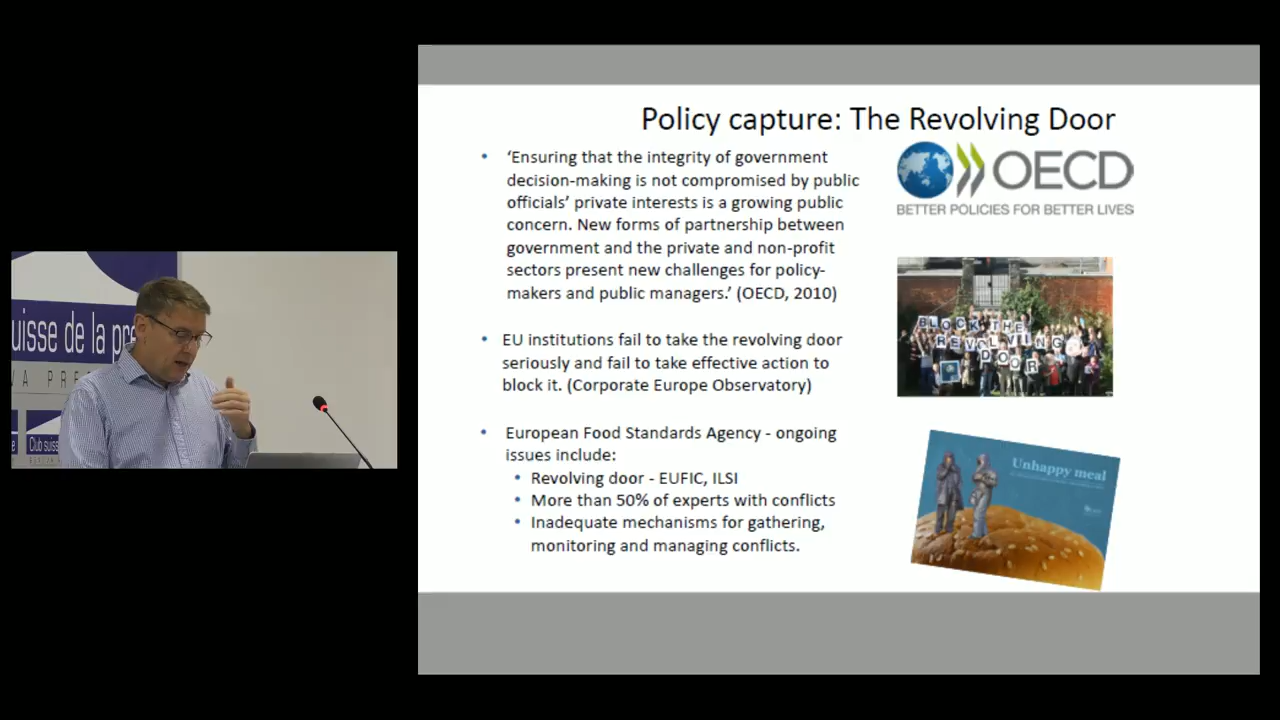 uisse de la pre
VA PRE
Club suiss
Policy capture: The Revolving Door
• ‘Ensuring that the integrity of government
decision-making is not compromised by public
officials’ private interests is a growing public
concern. New forms of partnership between
government and the private and non-profit
sectors present new challenges for policy-
makers and public managers.’ (OECD, 2010)
• EU institutions fail to take the revolving door
seriously and fail to take effective action to
block it. (Corporate Europe Observatory)
• European Food Standards Agency - ongoing
issues include:
• Revolving door - EUFIC, ILSI
• More than 50% of experts with conflicts
• Inadequate mechanisms for gathering,
monitoring and managing conflicts.
OECD
BETTER POLICIES FOR BETTER LIVES
BLOCK THE
REVOLVING
DOOR
Unhappy meal